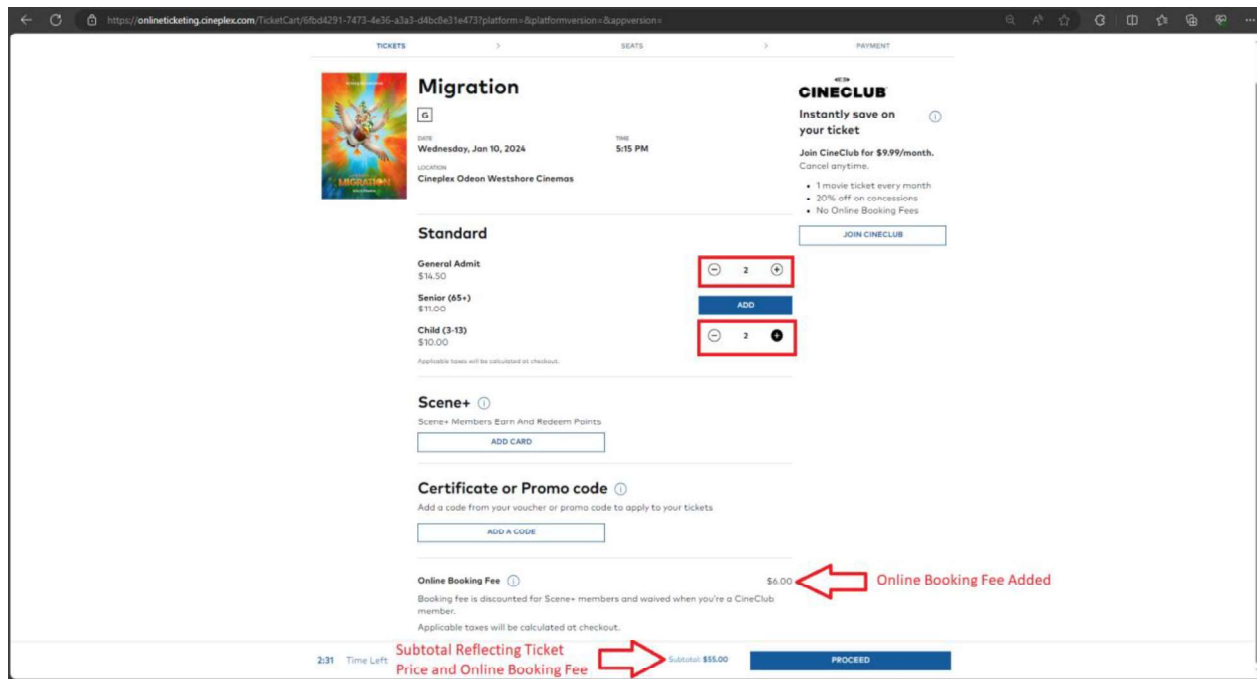 https://onlineticketing.cineplex.com/TicketCart/6fbd4291-7473-4e36-a3a3-d4bc8e31e473?platform=&platformversion=&appversion=
TICKETS > SEATS > PAYMENT
MIGRATION
Migration
G
DATE
Wednesday, Jan 10, 2024
TIME
5:15 PM
LOCATION
Cineplex Odeon Westshore Cinemas
CINECLUB
Instantly save on
your ticket
Join CineClub for $9.99/month.
Cancel anytime.
• 1 movie ticket every month
• 20% off on concessions
• No Online Booking Fees
JOIN CINECLUB
Standard
General Admit
$14.50
2
Senior (65+)
$11.00
ADD
Child (3-13)
$10.00
2
Applicable taxes will be calculated at checkout.
Scene+
Scene+ Members Earn And Redeem Points
ADD CARD
Certificate or Promo code
Add a code from your voucher or promo code to apply to your tickets
ADD A CODE
Online Booking Fee $6.00
Online Booking Fee Added
Booking fee is discounted for Scene+ members and waived when you're a CineClub
member.
Applicable taxes will be calculated at checkout.
2:31 Time Left
Subtotal Reflecting Ticket
Price and Online Booking Fee
Subtotal: $55.00
PROCEED